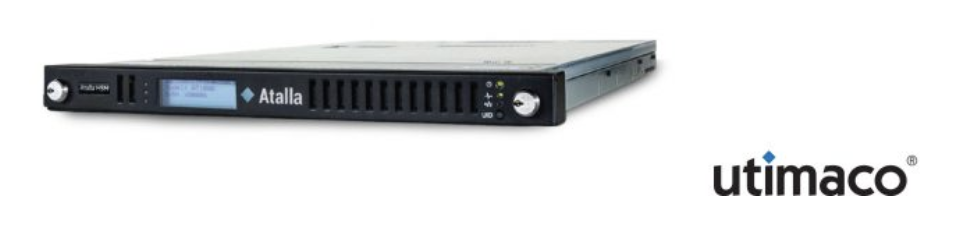 Atalla HSM
Atalla
UID
utimaco®